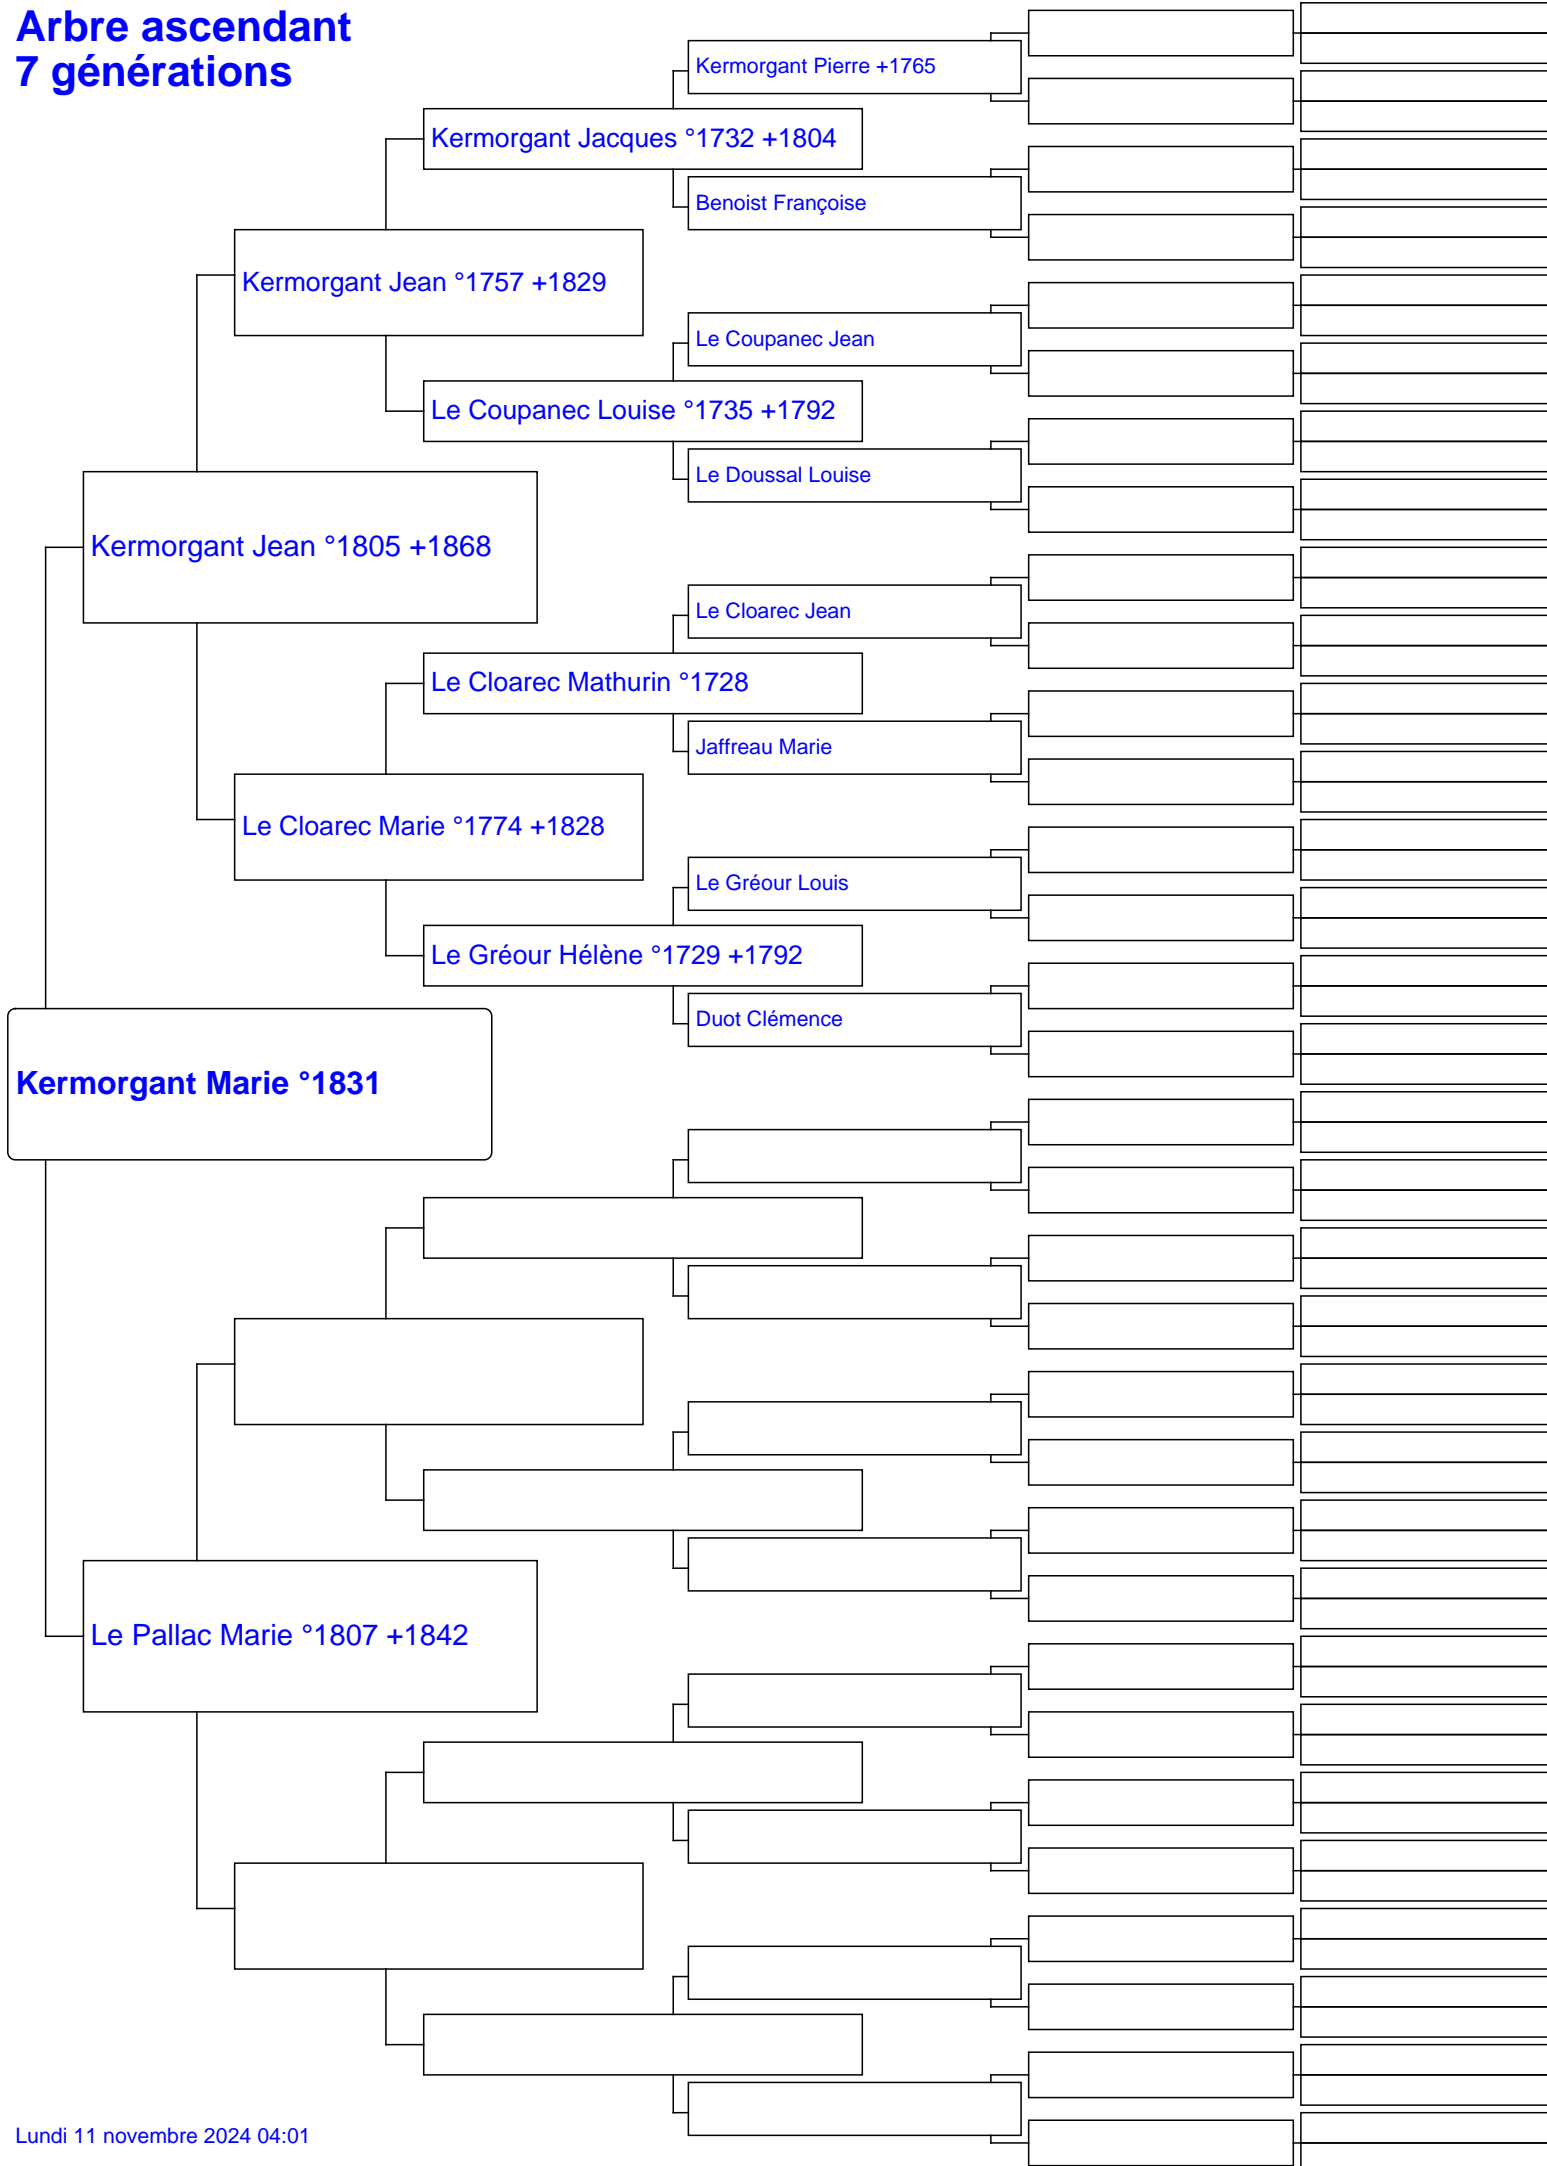 Arbre ascendant
7 générations
Kermorgant Pierre +1765
Kermorgant Jacques °1732 +1804
Benoist Françoise
Kermorgant Jean °1757 +1829
Le Coupanec Jean
Le Coupanec Louise °1735 +1792
Le Doussal Louise
Kermorgant Jean °1805 +1868
Le Cloarec Jean
Le Cloarec Mathurin °1728
Jaffreau Marie
Le Cloarec Marie °1774 +1828
Le Gréour Louis
Le Gréour Hélène °1729 +1792
Duot Clémence
Kermorgant Marie °1831
Le Pallac Marie °1807 +1842
Lundi 11 novembre 2024 04:01